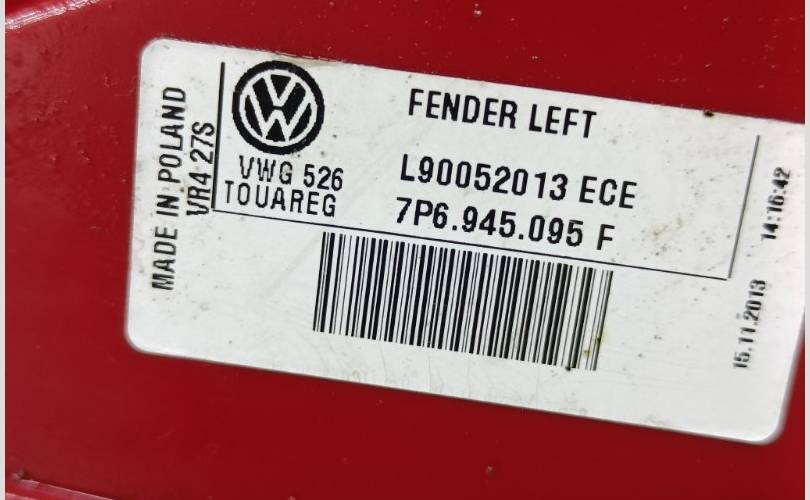 MADE IN POLAND
VR4 27S
VWG 526
TOUAREG
FENDER LEFT
L90052013 ECE
7P6.945.095 F
15.11.2013 14:16:42